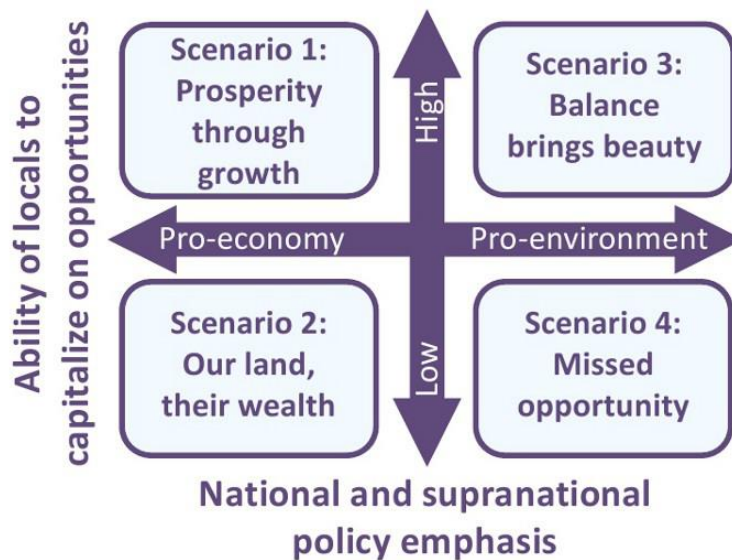 Ability of locals to
capitalize on opportunities
Scenario 1:
Prosperity
through
growth
High
Scenario 3:
Balance
brings beauty
Pro-economy
Pro-environment
Scenario 2:
Our land,
their wealth
Low
Scenario 4:
Missed
opportunity
National and supranational
policy emphasis